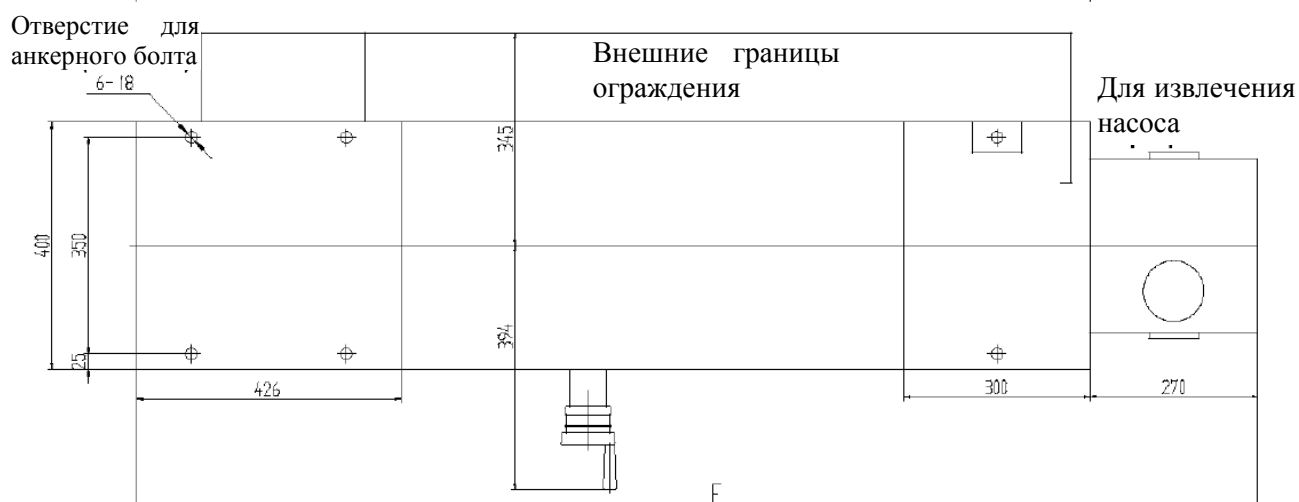 Отверстие для
анкерного болта
6-18
Внешние границы
ограждения
Для извлечения
насоса
345
400
350
394
25
426
300
270